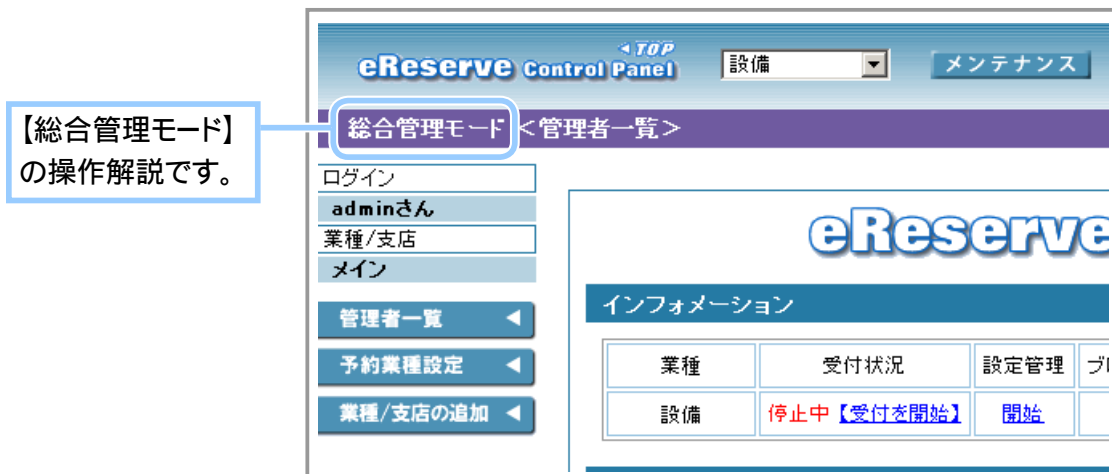 【総合管理モード】
の操作解説です。
◀TOP
eReserve Control Panel
設備
メンテナンス
総合管理モード <管理者一覧>
ログイン
adminさん
業種/支店
メイン
管理者一覧
予約業種設定
業種/支店の追加
eReserve
インフォメーション
業種 受付状況 設定管理
設備 停止中【受付を開始】 開始